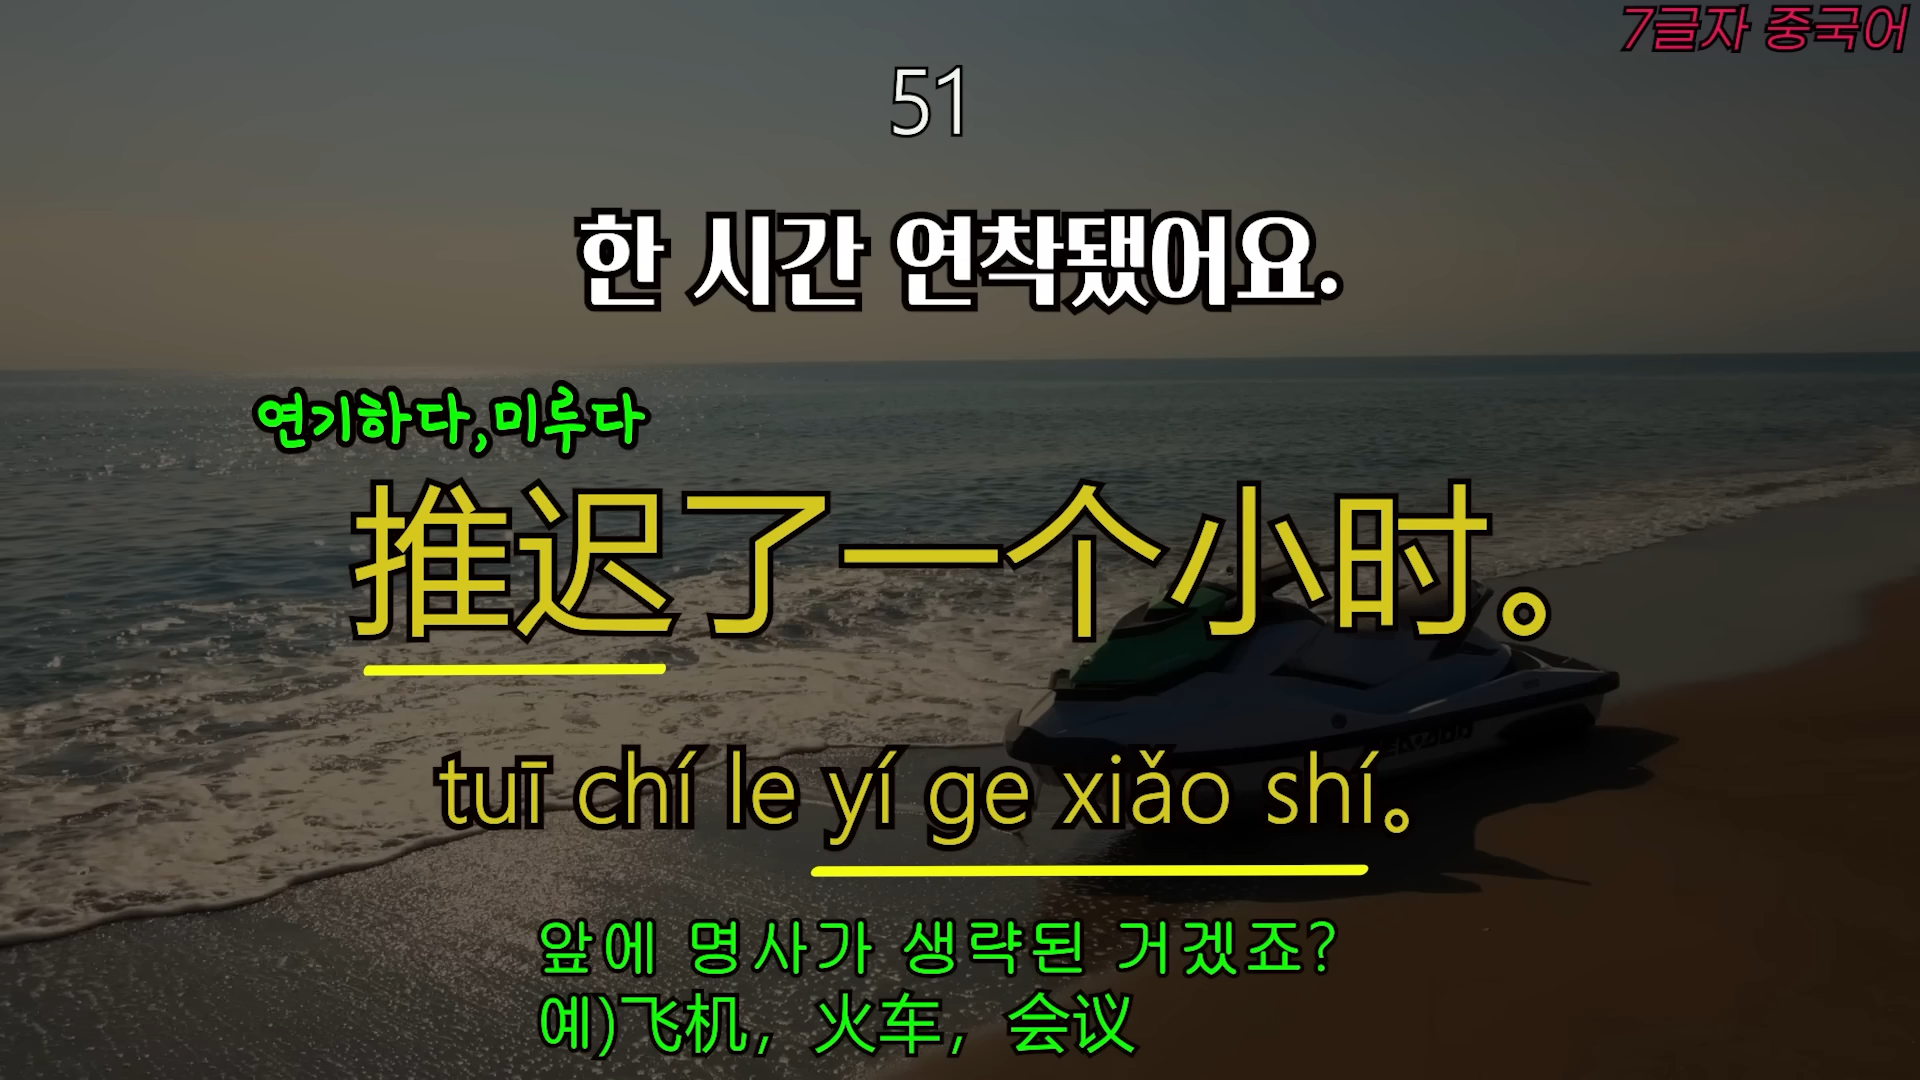 7글자 중국어
51
한 시간 연착됐어요.
연기하다,미루다
推迟了一个小时。
tuī chí le yí ge xiǎo shí。
앞에 명사가 생략된 거겠죠?
예)飞机，火车，会议